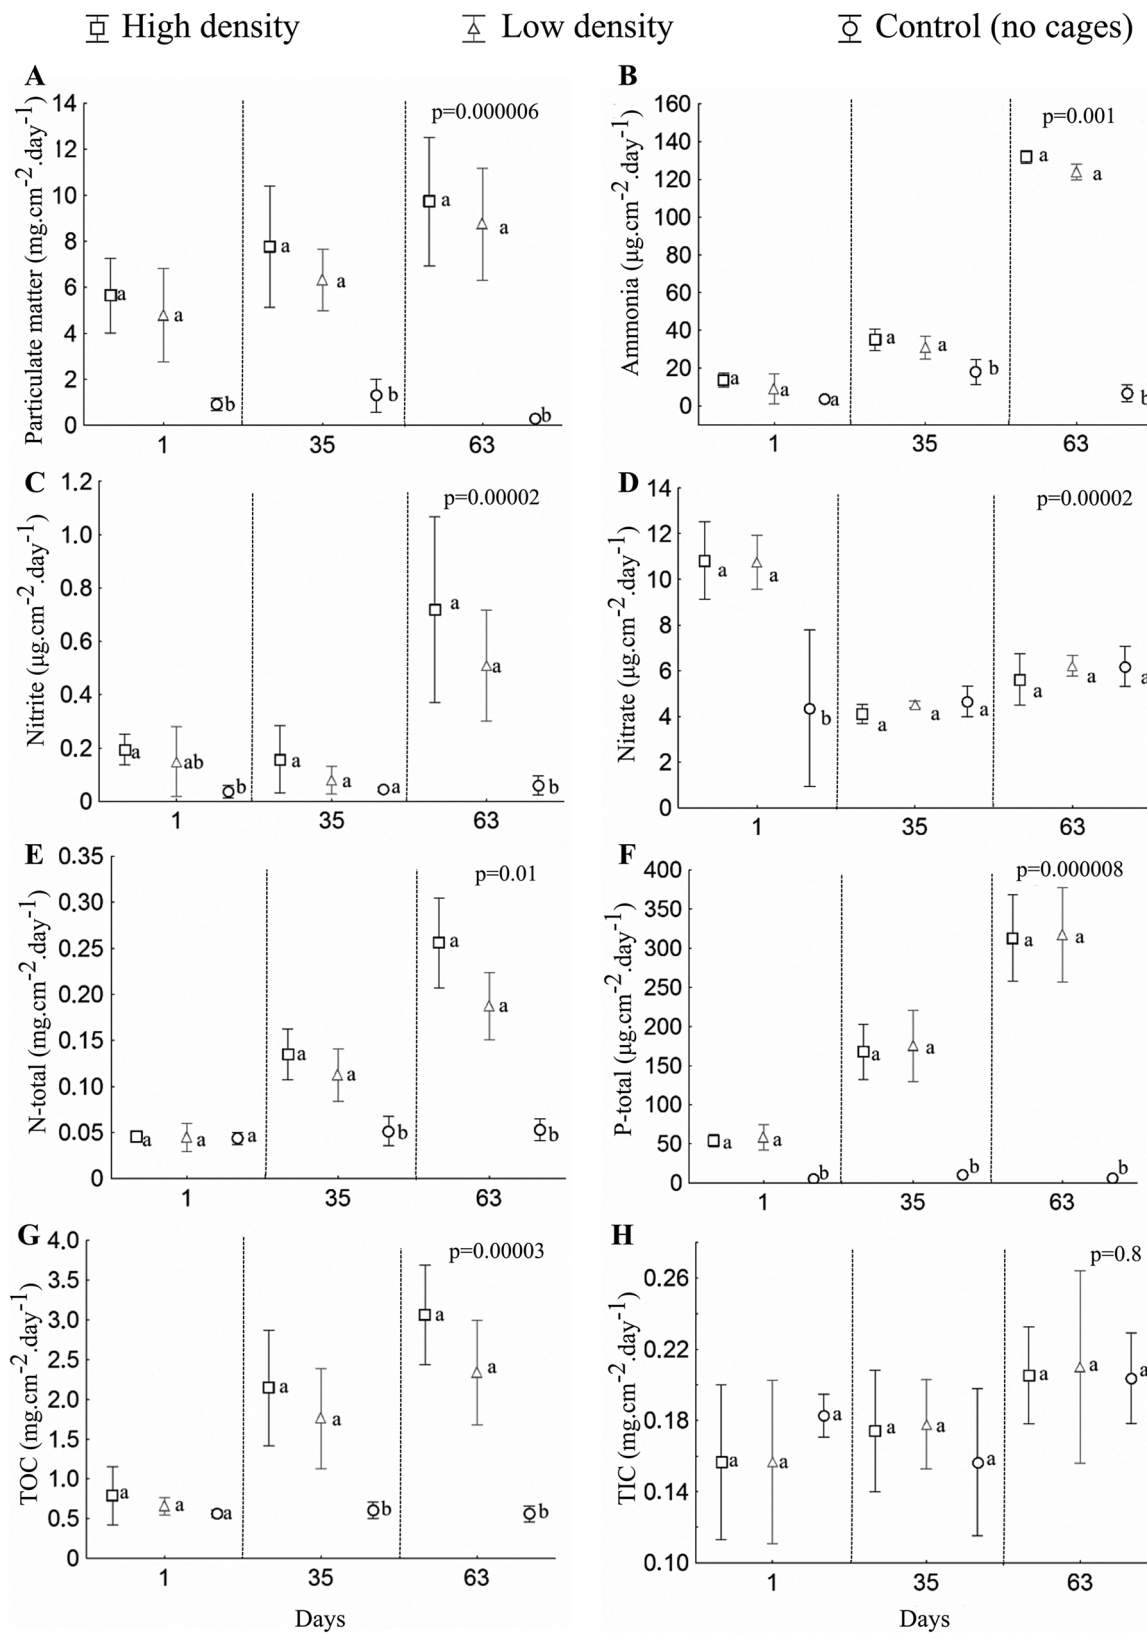 High density Low density Control (no cages)
A
Particulate matter (mg.cm-2.day-1)
14
12
10
8
6
4
2
0
p=0.000006
a a b
a a b
a a b
1 35 63
B
Ammonia (µg.cm-2.day-1)
160
140
120
100
80
60
40
20
0
p=0.001
a a a
a a b
a a b
1 35 63
C
Nitrite (µg.cm-2.day-1)
1.2
1.0
0.8
0.6
0.4
0.2
0
p=0.00002
a ab b
a a a
a a b
1 35 63
D
Nitrate (µg.cm-2.day-1)
14
12
10
8
6
4
2
0
p=0.00002
a a b
a a a
a a a
1 35 63
E
N-total (mg.cm-2.day-1)
0.35
0.30
0.25
0.20
0.15
0.10
0.05
0
p=0.01
a a a
a a b
a a b
1 35 63
F
P-total (µg.cm-2.day-1)
400
350
300
250
200
150
100
50
0
p=0.000008
a a b
a a b
a a b
1 35 63
G
TOC (mg.cm-2.day-1)
4.0
3.5
3.0
2.5
2.0
1.5
1.0
0.5
0
p=0.00003
a a a
a a b
a a b
1 35 63
Days
H
TIC (mg.cm-2.day-1)
0.26
0.22
0.18
0.14
0.10
p=0.8
a a a
a a a
a a a
1 35 63
Days